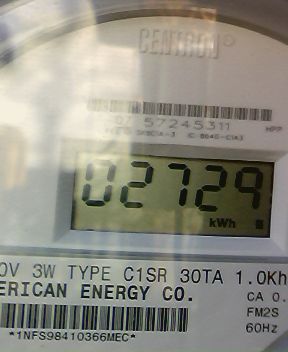 CENTRON
57245311
02729
kWh
0V 3W TYPE C1SR 30TA 1.0Kh
ERICAN ENERGY CO.
CA 0.
FM2S
*1NFS98410366MEC*
60Hz